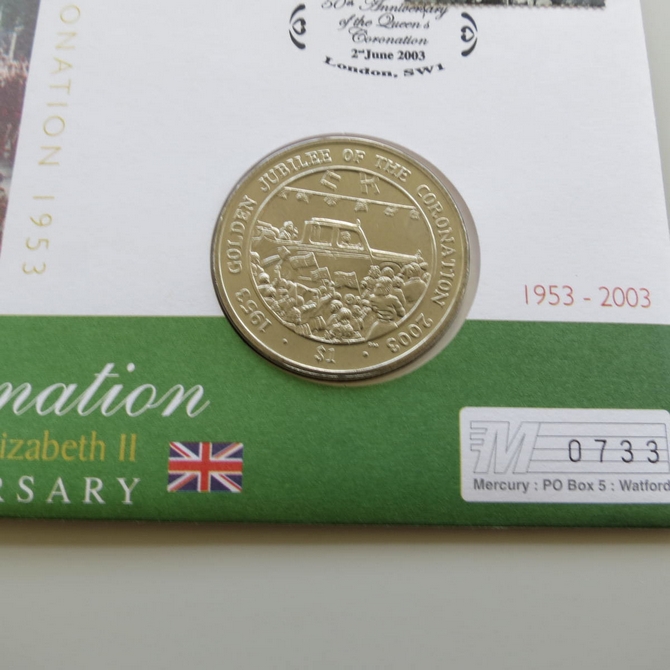 50th Anniversary
of the Queen's
Coronation
2nd June 2003
London, SW1
ONATION 1953
GOLDEN JUBILEE OF THE CORONATION
1953 · $1 · 2003
1953 - 2003
nation
izabeth II
RSARY
M 0733
Mercury : PO Box 5 : Watford